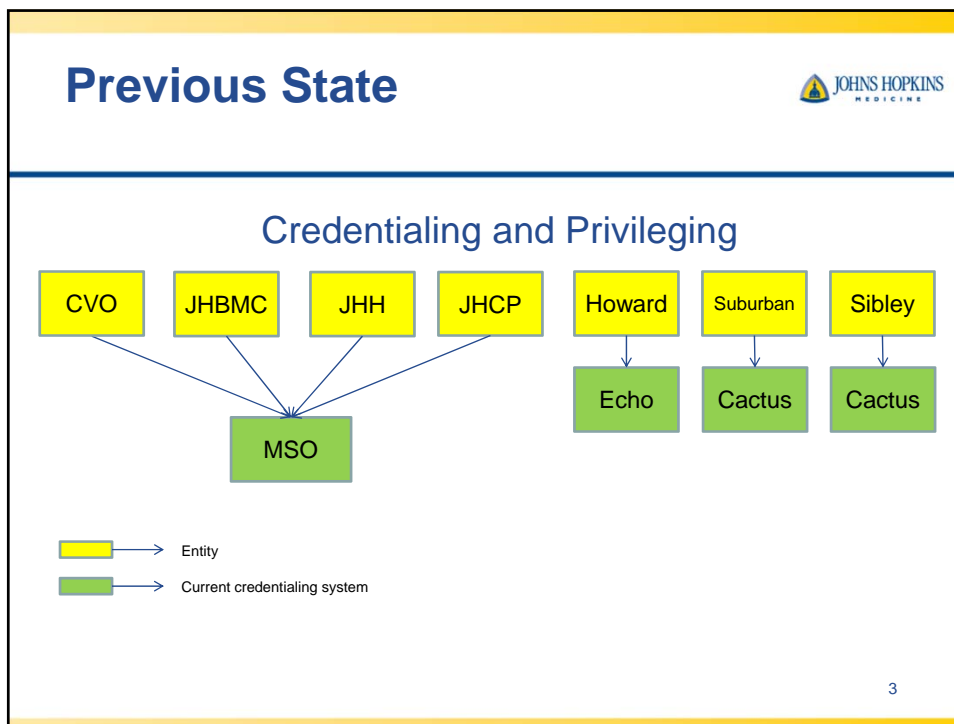 Previous State
JOHNS HOPKINS
MEDICINE
Credentialing and Privileging
CVO
JHBMC
JHH
JHCP
Howard
Suburban
Sibley
Echo
Cactus
Cactus
MSO
Entity
Current credentialing system
3